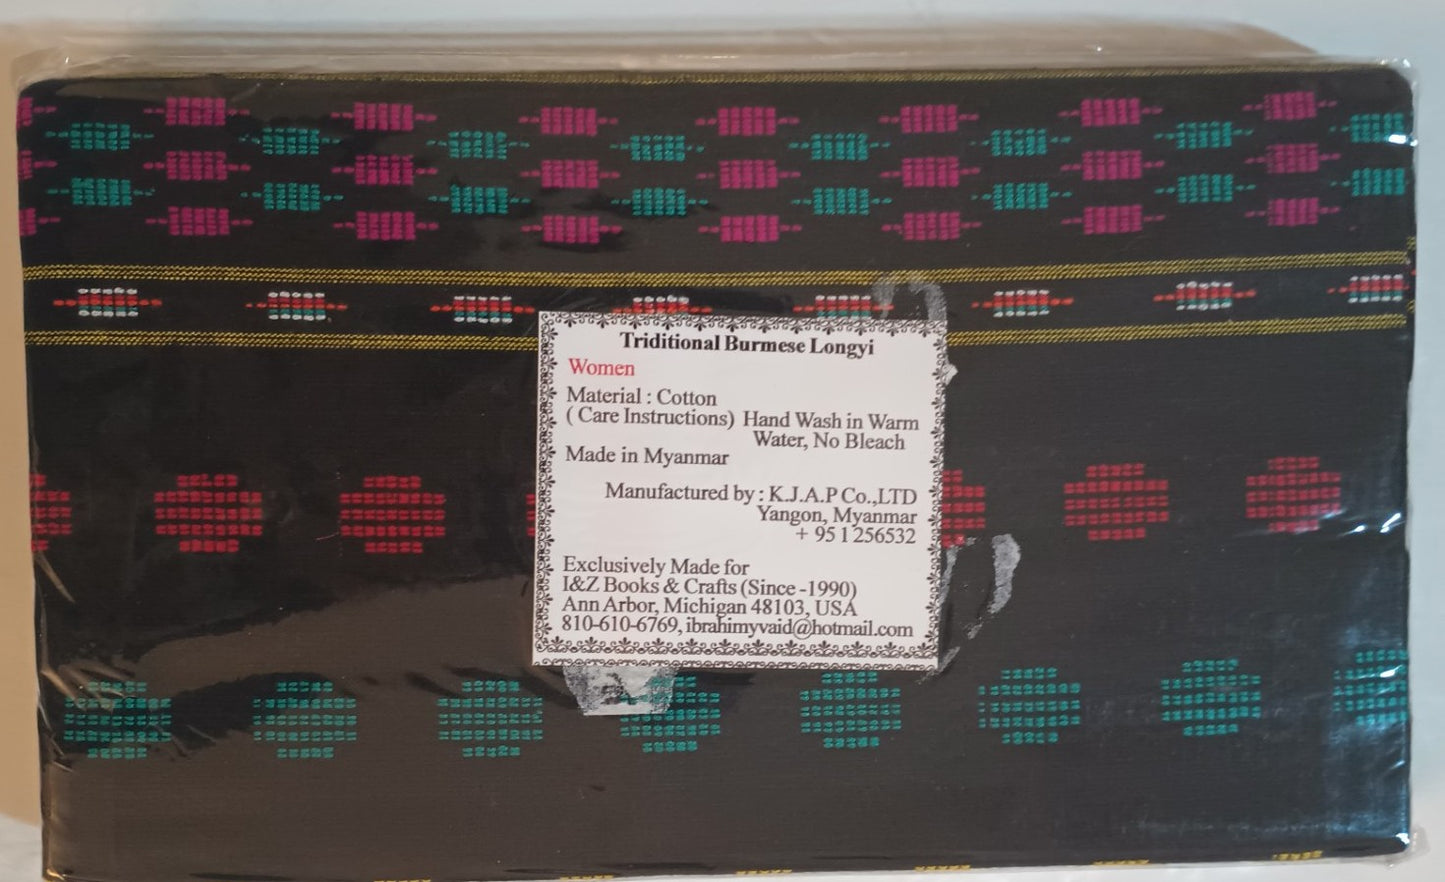 Triditional Burmese Longyi
Women
Material : Cotton
( Care Instructions) Hand Wash in Warm
Water, No Bleach
Made in Myanmar
Manufactured by : K.J.A.P Co.,LTD
Yangon, Myanmar
+ 95 1 256532
Exclusively Made for
I&Z Books & Crafts (Since -1990)
Ann Arbor, Michigan 48103, USA
810-610-6769, ibrahimyvaid@hotmail.com